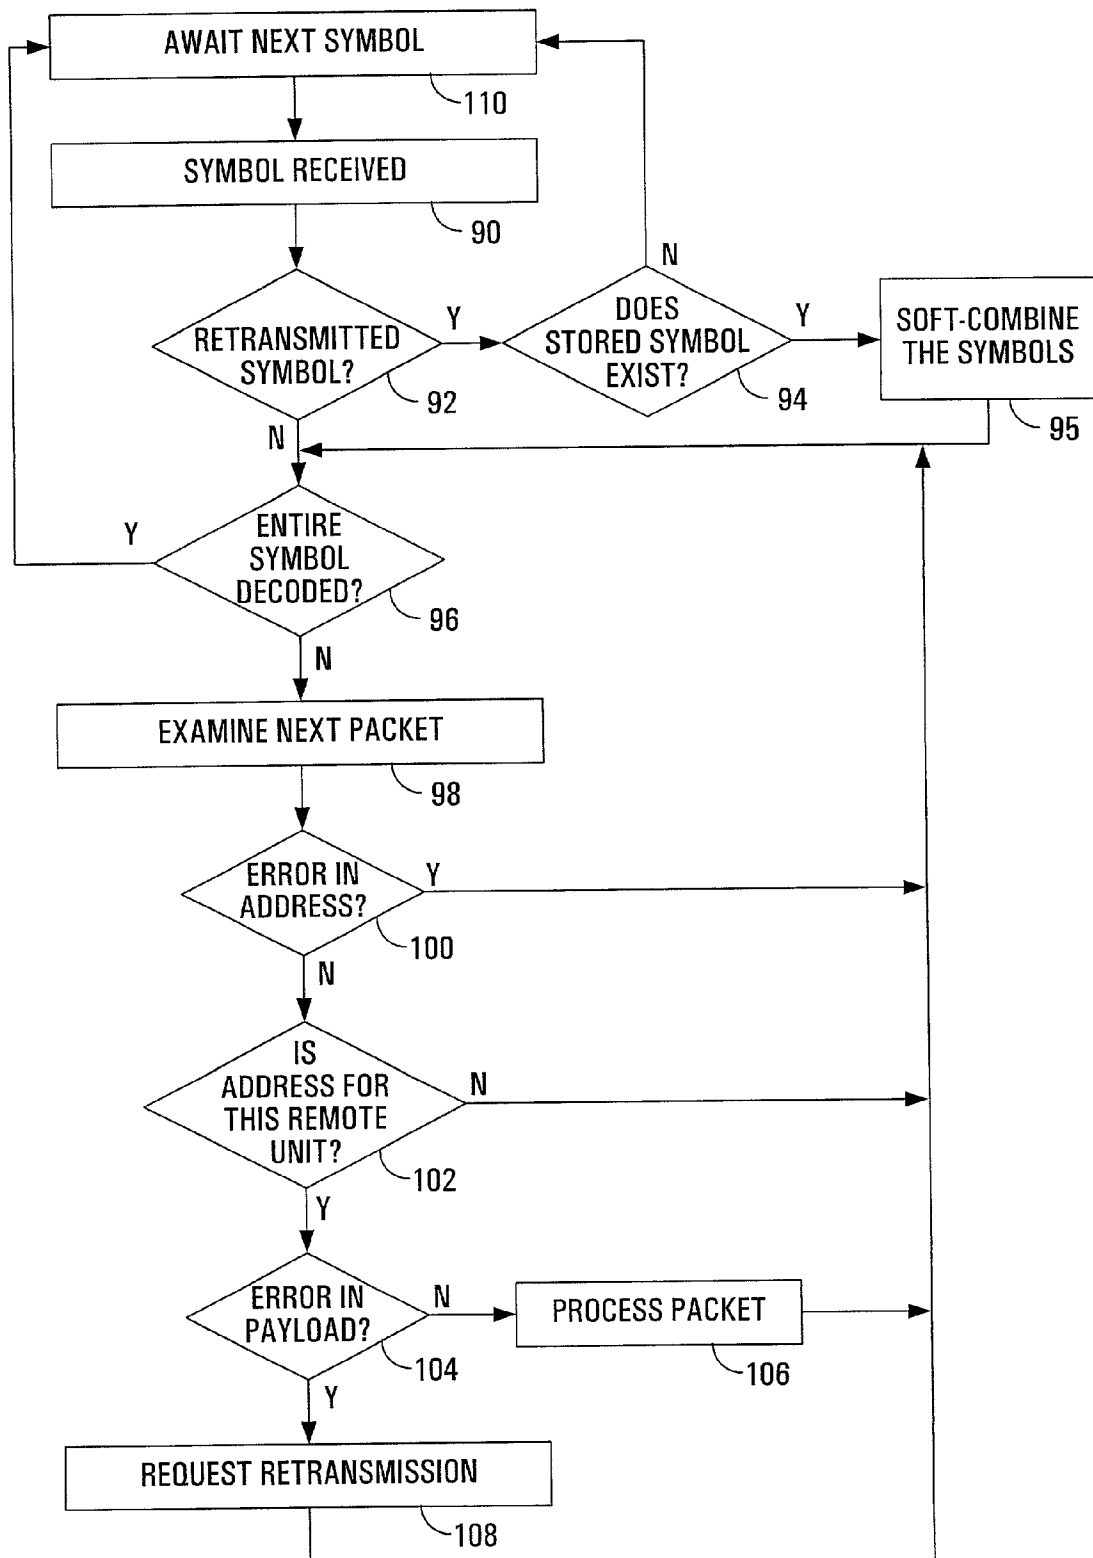 AWAIT NEXT SYMBOL
110
SYMBOL RECEIVED
90
RETRANSMITTED
SYMBOL?
92
Y
N
DOES
STORED SYMBOL
EXIST?
94
N
Y
SOFT-COMBINE
THE SYMBOLS
95
ENTIRE
SYMBOL
DECODED?
96
Y
N
EXAMINE NEXT PACKET
98
ERROR IN
ADDRESS?
100
Y
N
IS
ADDRESS FOR
THIS REMOTE
UNIT?
102
N
Y
ERROR IN
PAYLOAD?
104
N
Y
PROCESS PACKET
106
REQUEST RETRANSMISSION
108